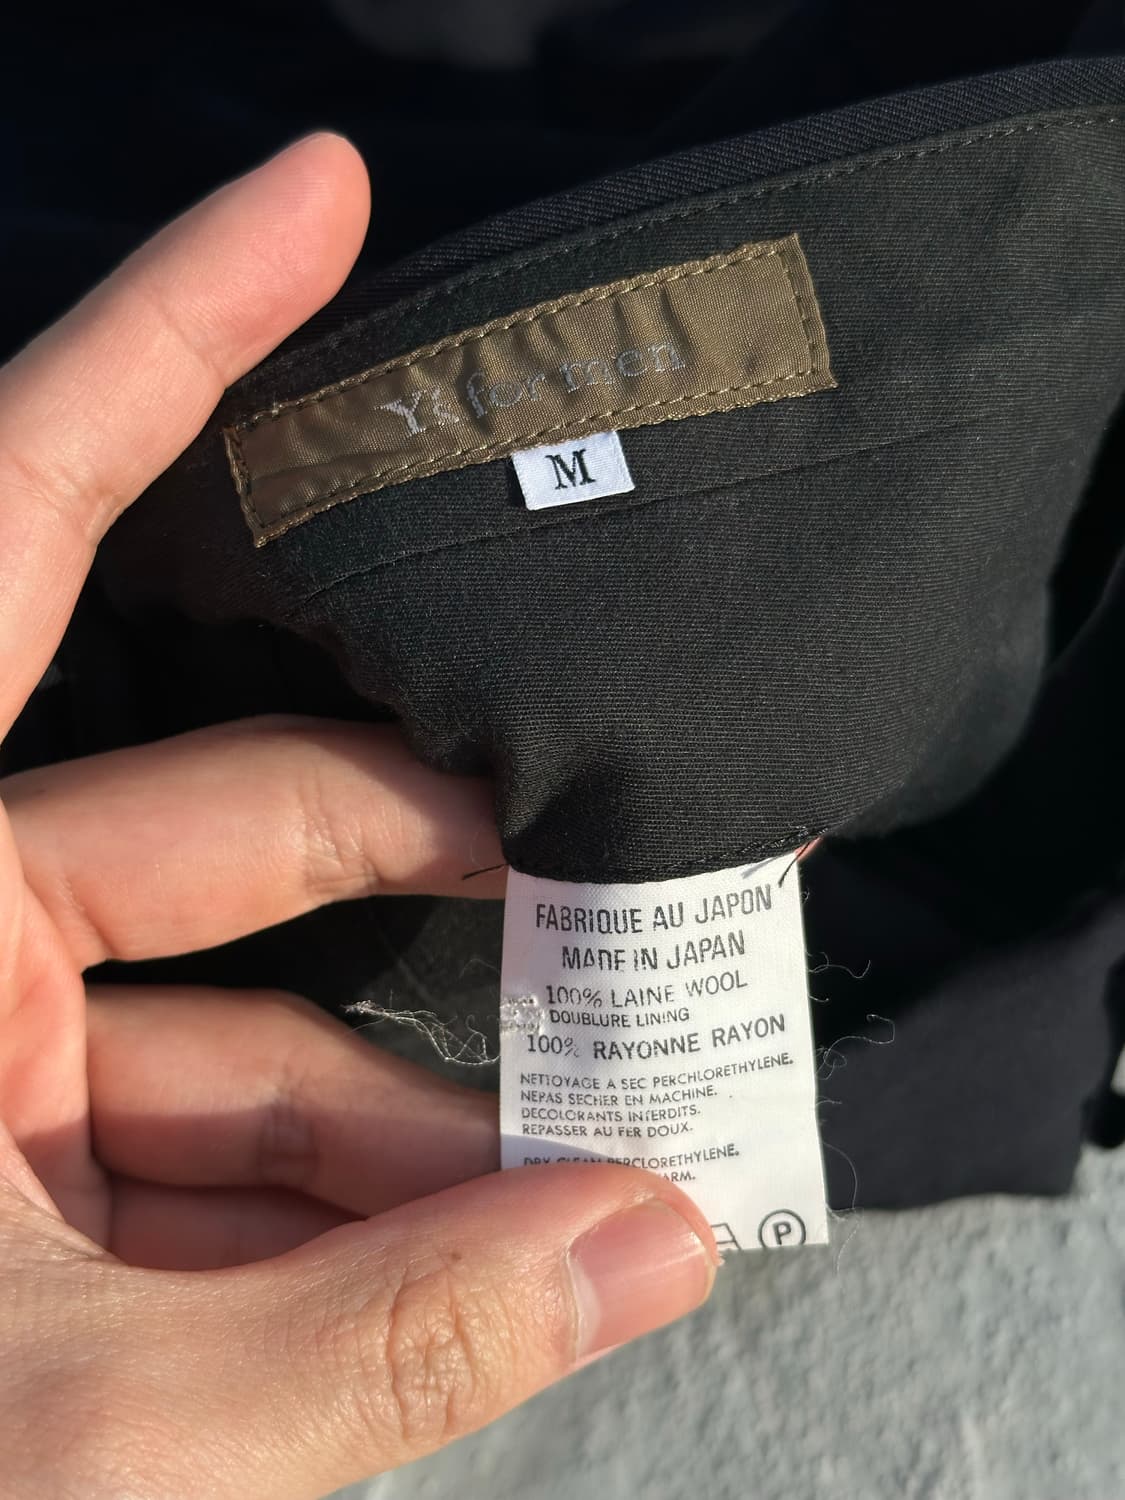 Y's for men
M
FABRIQUE AU JAPON
MADE IN JAPAN
100% LAINE WOOL
DOUBLURE LINING
100% RAYONNE RAYON
NETTOYAGE A SEC PERCHLORETHYLENE.
NEPAS SECHER EN MACHINE.
DECOLORANTS INTERDITS.
REPASSER AU FER DOUX.
DRY CLEAN PERCLORETHYLENE.
ARM.
P